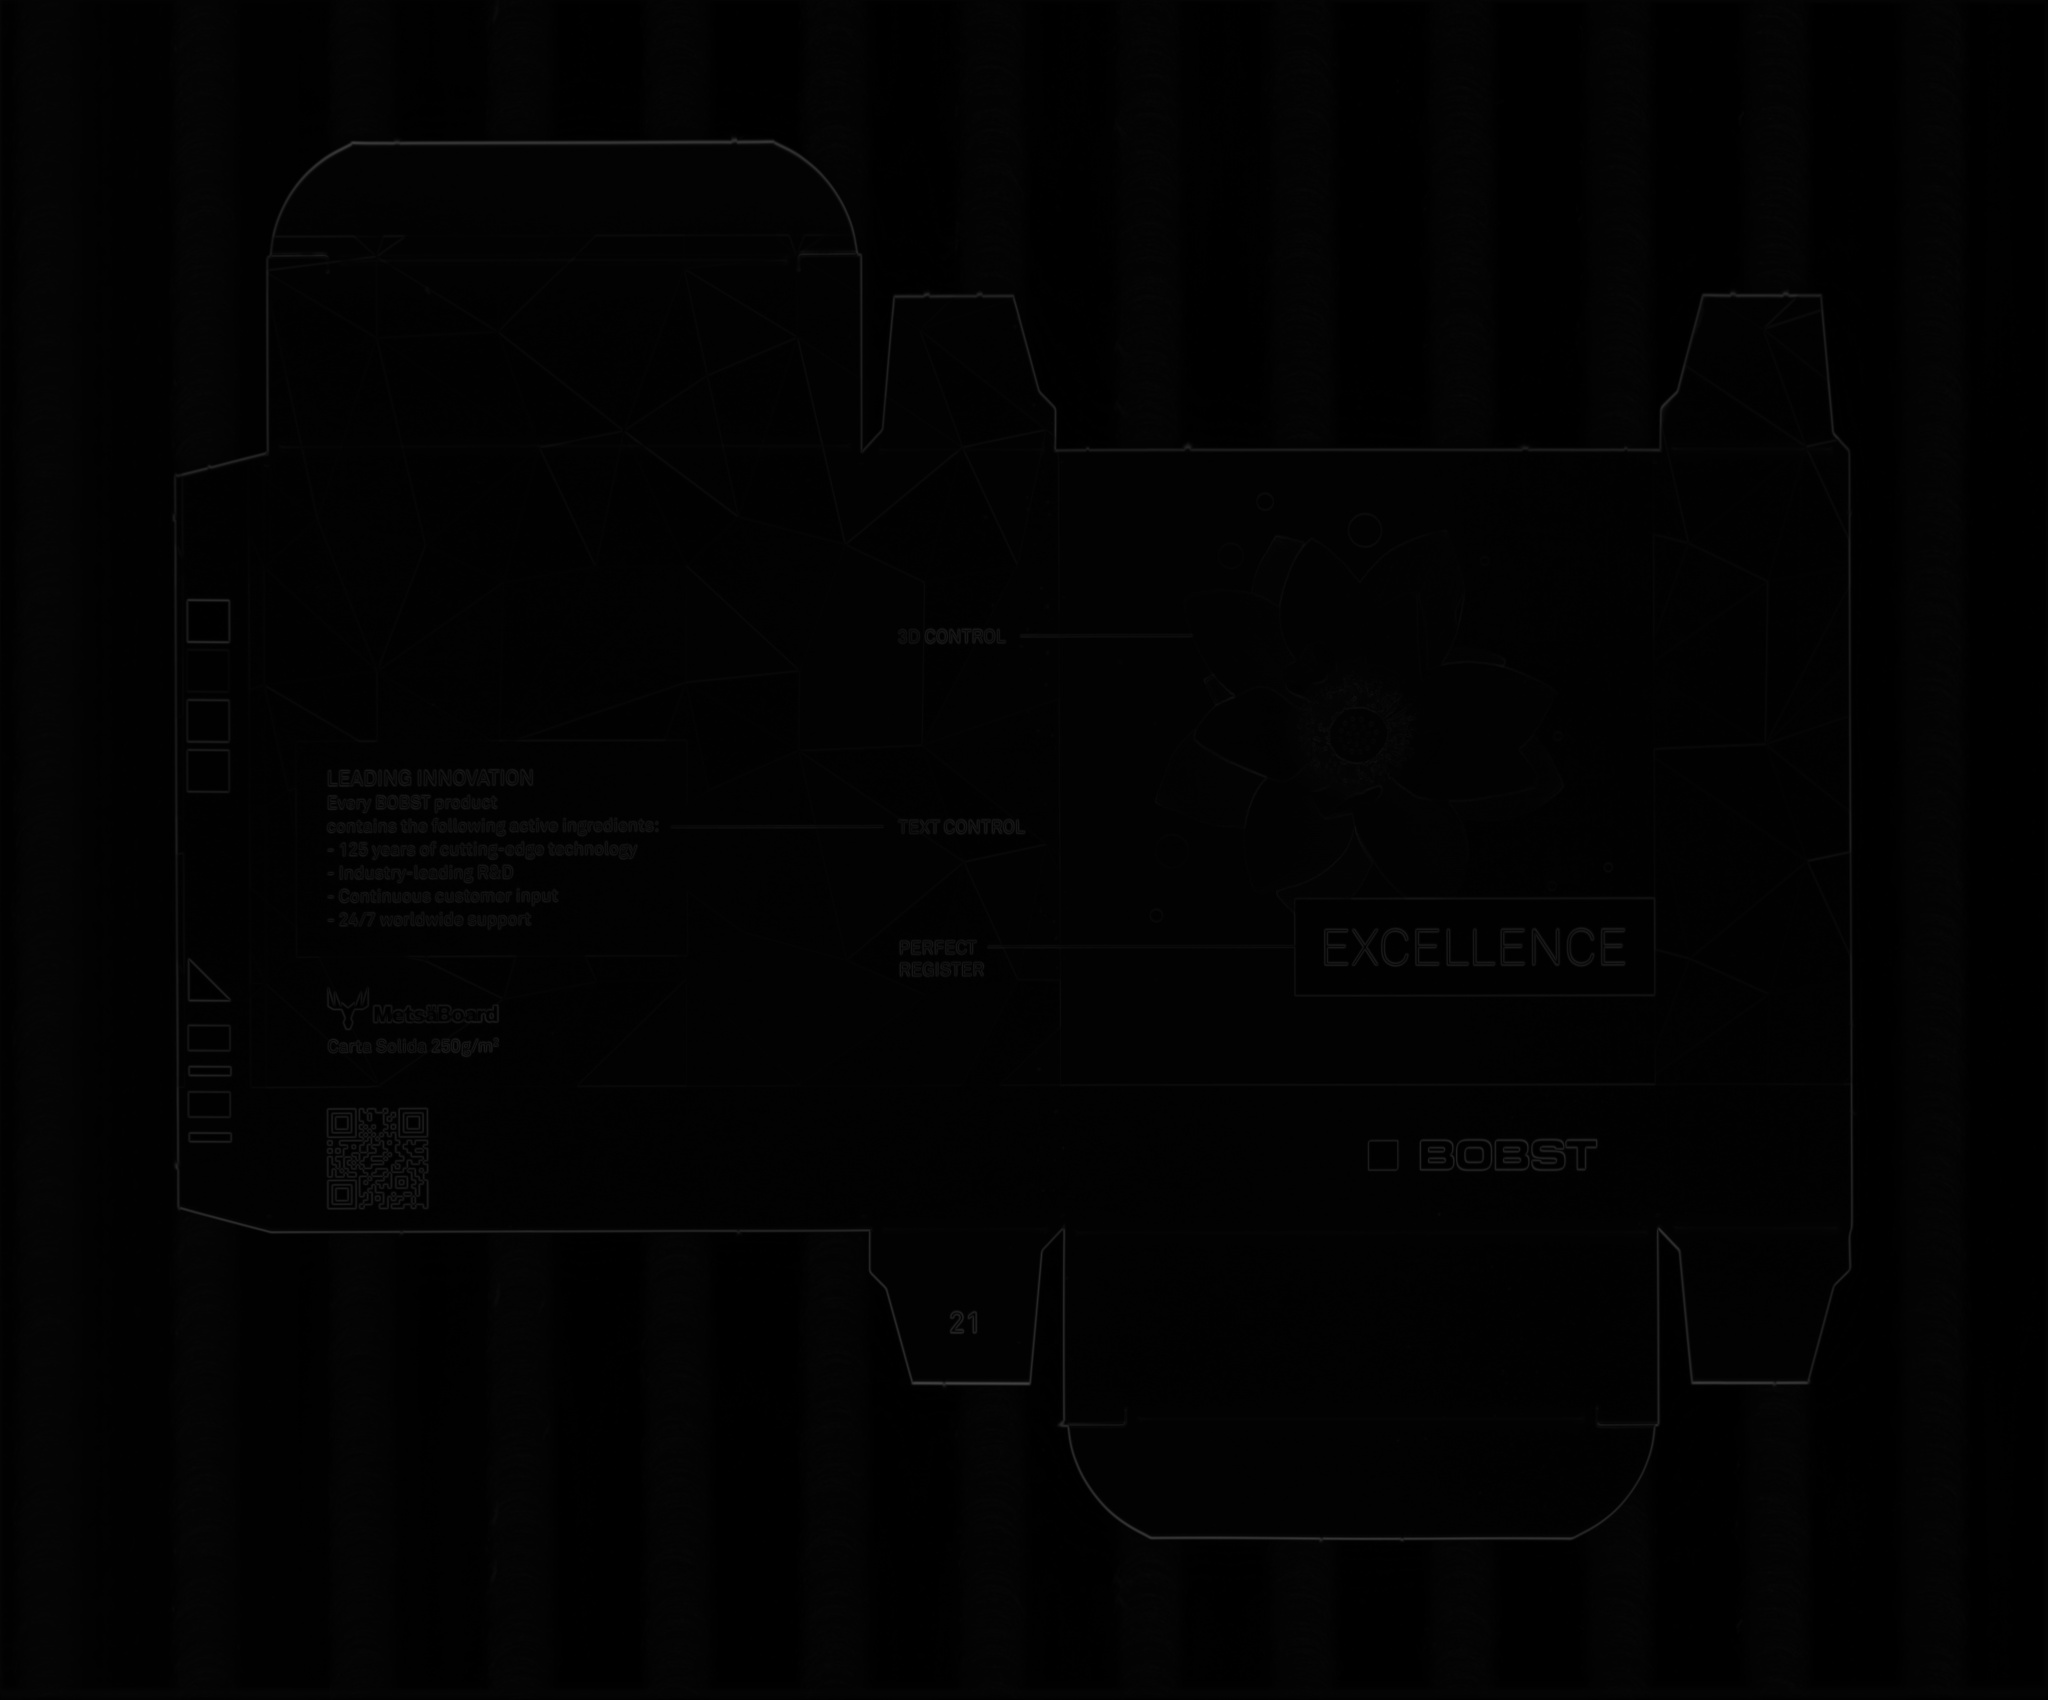 3D CONTROL
LEADING INNOVATION
Every BOBST product
contains the following active ingredients:
- 125 years of cutting-edge technology
- Industry-leading R&D
- Continuous customer input
- 24/7 worldwide support
TEXT CONTROL
PERFECT
REGISTER
EXCELLENCE
MetsäBoard
Carta Solida 250g/m²
BOBST
21